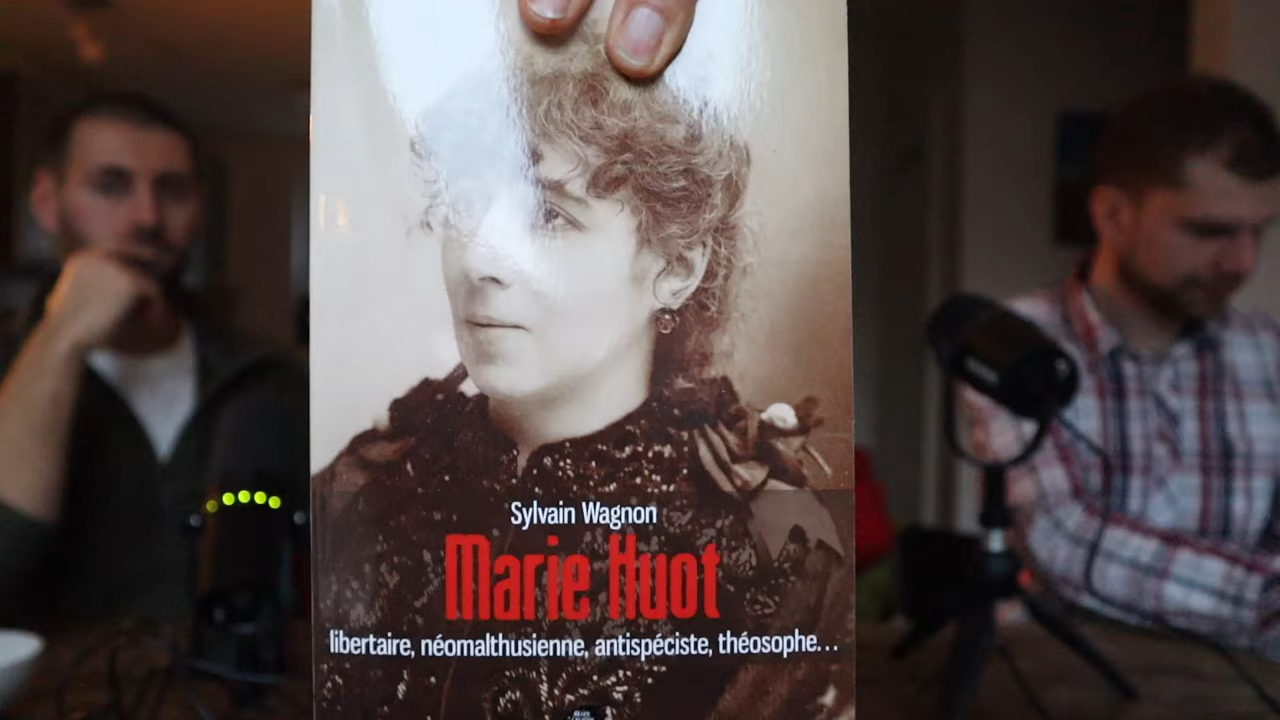 Sylvain Wagnon
Marie Huot
libertaire, néomalthusienne, antispéciste, théosophe...